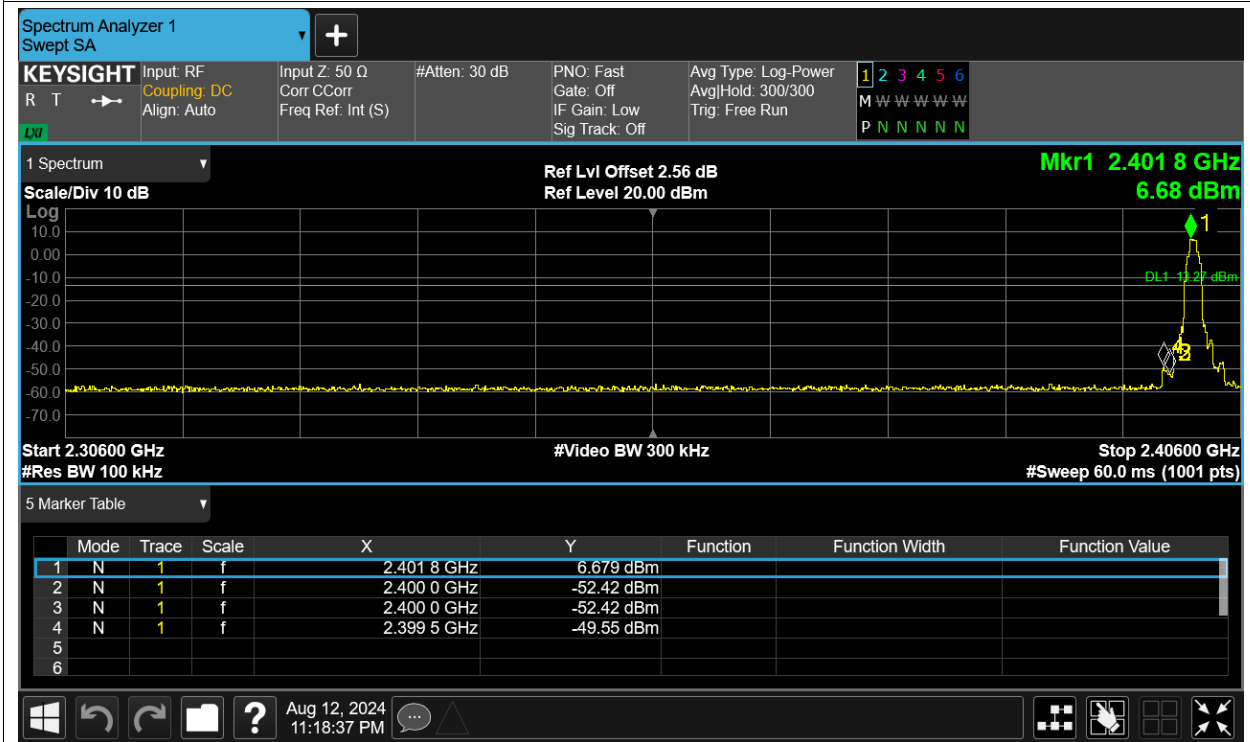 Spectrum Analyzer 1
Swept SA
KEYSIGHT
R T
LXI
Input: RF
Coupling: DC
Align: Auto
Input Z: 50 Ω
Corr CCorr
Freq Ref: Int (S)
#Atten: 30 dB
PNO: Fast
Gate: Off
IF Gain: Low
Sig Track: Off
Avg Type: Log-Power
Avg|Hold: 300/300
Trig: Free Run
1 2 3 4 5 6
M W W W W W
P N N N N N
1 Spectrum
Scale/Div 10 dB
Ref Lvl Offset 2.56 dB
Ref Level 20.00 dBm
Mkr1 2.401 8 GHz
6.68 dBm
Log
10.0
0.00
-10.0
-20.0
-30.0
-40.0
-50.0
-60.0
-70.0
1
DL1 -13.27 dBm
Start 2.30600 GHz
#Video BW 300 kHz
Stop 2.40600 GHz
#Res BW 100 kHz
#Sweep 60.0 ms (1001 pts)
5 Marker Table
Mode Trace Scale X Y Function Function Width Function Value
1 N 1 f 2.401 8 GHz 6.679 dBm
2 N 1 f 2.400 0 GHz -52.42 dBm
3 N 1 f 2.400 0 GHz -52.42 dBm
4 N 1 f 2.399 5 GHz -49.55 dBm
5
6
?
Aug 12, 2024
11:18:37 PM